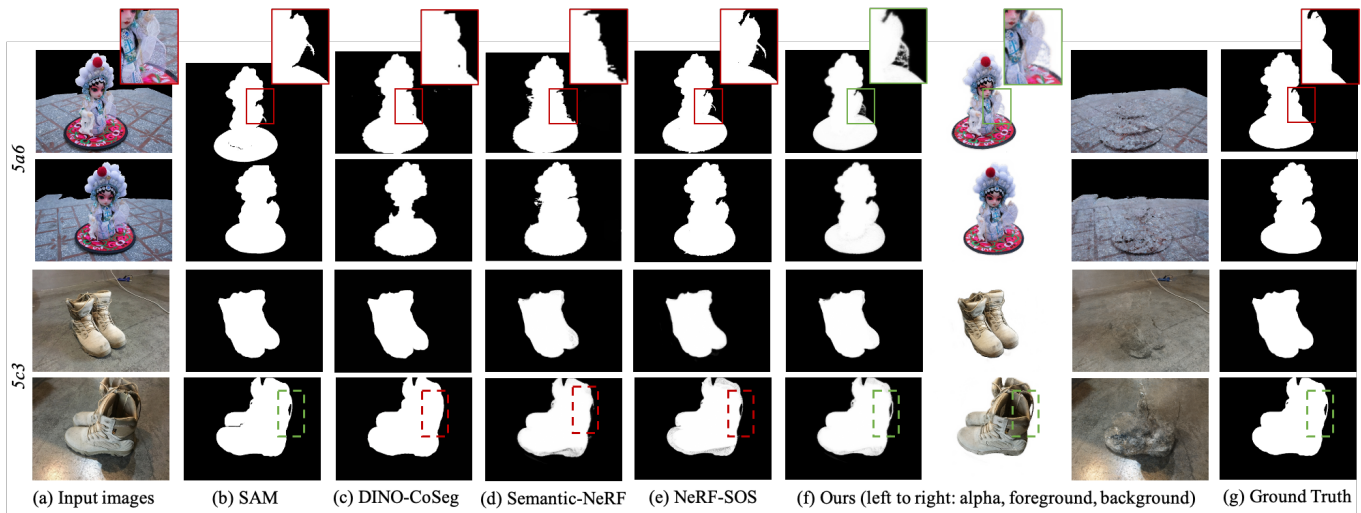 5a6
5c3
(a) Input images
(b) SAM
(c) DINO-CoSeg
(d) Semantic-NeRF
(e) NeRF-SOS
(f) Ours (left to right: alpha, foreground, background)
(g) Ground Truth